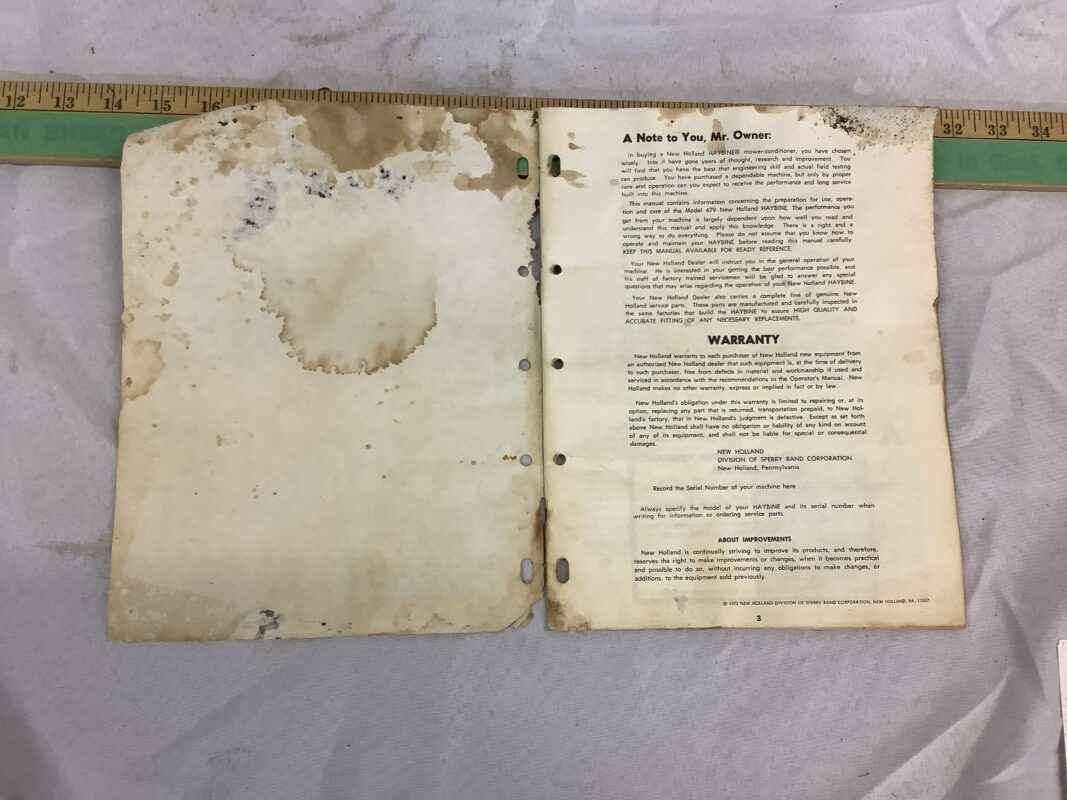 12 13 14 15 16
32 33 34
A Note to You, Mr. Owner:
In buying a New Holland HAYBINE® mower-conditioner, you have chosen
wisely. Into it have gone years of thought, research and improvement. You
will find that you have the best that engineering skill and actual field testing
can produce. You have purchased a dependable machine, but only by proper
care and operation can you expect to receive the performance and long service
built into this machine.
This manual contains information concerning the preparation for use, opera-
tion and care of the Model 479 New Holland HAYBINE. The performance you
get from your machine is largely dependent upon how well you read and
understand this manual and apply this knowledge. There is a right and a
wrong way to do everything. Please do not assume that you know how to
operate and maintain your HAYBINE before reading this manual carefully.
KEEP THIS MANUAL AVAILABLE FOR READY REFERENCE.
Your New Holland Dealer will instruct you in the general operation of your
machine. He is interested in your getting the best performance possible, and
his staff of factory trained servicemen will be glad to answer any special
questions that may arise regarding the operation of your New Holland HAYBINE.
Your New Holland Dealer also carries a complete line of genuine New
Holland service parts. These parts are manufactured and carefully inspected in
the same factories that build the HAYBINE to assure HIGH QUALITY AND
ACCURATE FITTING OF ANY NECESSARY REPLACEMENTS.
WARRANTY
New Holland warrants to each purchaser of New Holland new equipment from
an authorized New Holland dealer that such equipment is, at the time of delivery
to such purchaser, free from defects in material and workmanship if used and
serviced in accordance with the recommendations in the Operator's Manual. New
Holland makes no other warranty, express or implied in fact or by law.
New Holland's obligation under this warranty is limited to repairing or, at its
option, replacing any part that is returned, transportation prepaid, to New Hol-
land's factory, that in New Holland's judgment is defective. Except as set forth
above New Holland shall have no obligation or liability of any kind on account
of any of its equipment, and shall not be liable for special or consequential
damages.
NEW HOLLAND
DIVISION OF SPERRY RAND CORPORATION
New Holland, Pennsylvania
Record the Serial Number of your machine here
Always specify the model of your HAYBINE and its serial number when
writing for information or ordering service parts.
ABOUT IMPROVEMENTS
New Holland is continually striving to improve its products, and therefore,
reserves the right to make improvements or changes, when it becomes practical
and possible to do so, without incurring any obligations to make changes, or
additions, to the equipment sold previously.
© 1972 NEW HOLLAND DIVISION OF SPERRY RAND CORPORATION, NEW HOLLAND, PA. 17557
3